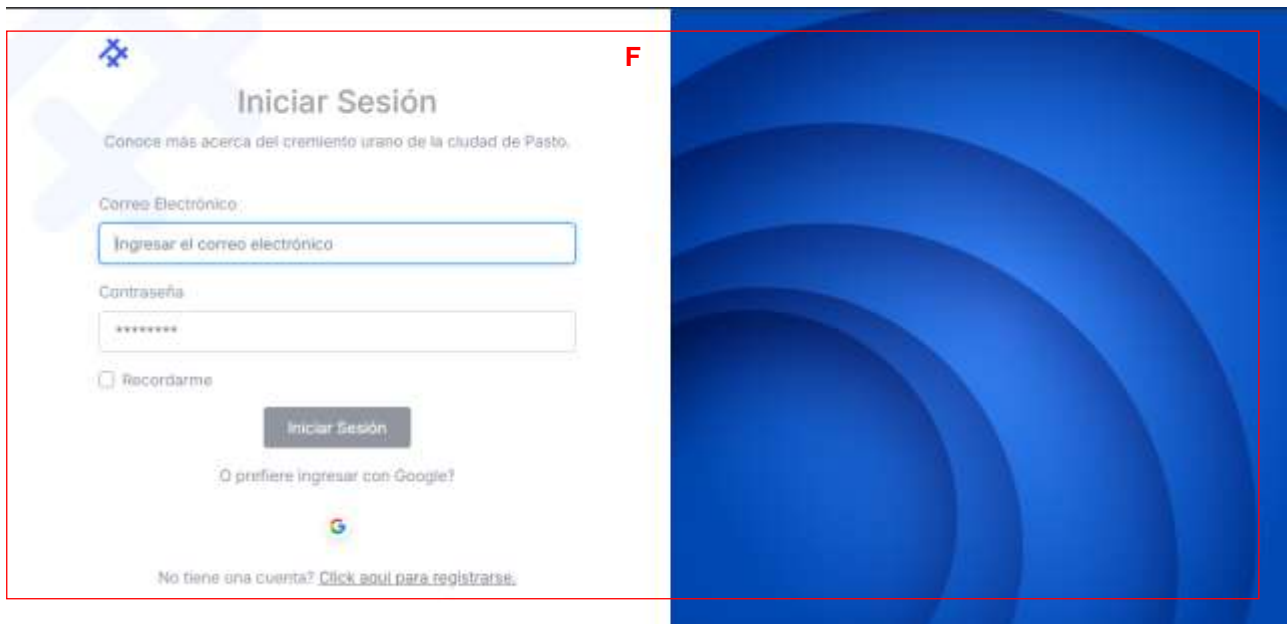 F
Iniciar Sesión
Conoce más acerca del cremiento urano de la ciudad de Pasto.
Correo Electrónico
Ingresar el correo electrónico
Contraseña
********
Recordarme
Iniciar Sesión
O prefiere ingresar con Google?
G
No tiene una cuenta? Click aquí para registrarse.